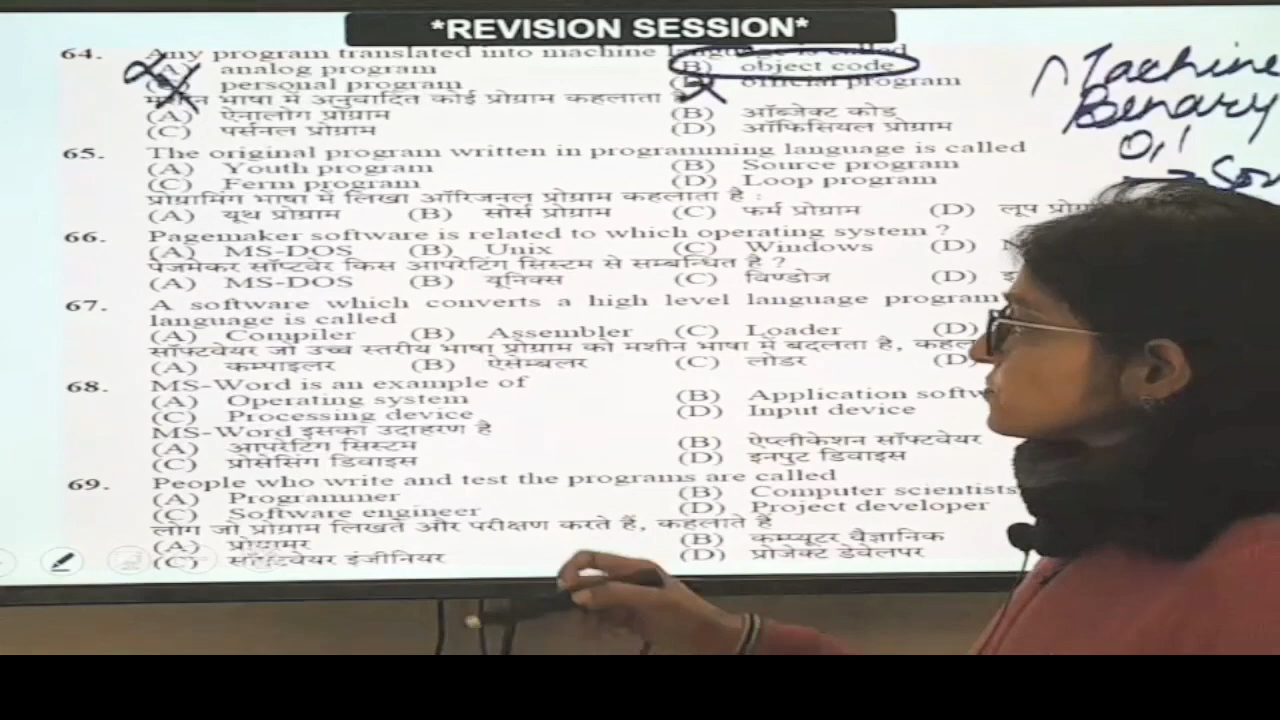 *REVISION SESSION*
64. Any program translated into machine language is called
(A) analog program (B) object code
(C) personal program (D) official program
मशीन भाषा में अनुवादित कोई प्रोग्राम कहलाता है
(A) ऐनालोग प्रोग्राम (B) ऑब्जेक्ट कोड
(C) पर्सनल प्रोग्राम (D) ऑफिसियल प्रोग्राम
Machine
Benary
0,1
65. The original program written in programming language is called
(A) Youth program (B) Source program
(C) Ferm program (D) Loop program
प्रोग्रामिंग भाषा में लिखा ऑरिजनल प्रोग्राम कहलाता है :
(A) यूथ प्रोग्राम (B) सोर्स प्रोग्राम (C) फर्म प्रोग्राम (D) लूप
66. Pagemaker software is related to which operating system ?
(A) MS-DOS (B) Unix (C) Windows (D)
पेजमेकर सॉफ्टवेर किस आपरेटिंग सिस्टम से सम्बन्धित है ?
(A) MS-DOS (B) यूनिक्स (C) विण्डोज (D)
67. A software which converts a high level language program
language is called
(A) Compiler (B) Assembler (C) Loader (D)
सॉफ्टवेयर जो उच्च स्तरीय भाषा प्रोग्राम को मशीन भाषा में बदलता है,
(A) कम्पाइलर (B) ऐसेम्बलर (C) लोडर (D)
68. MS-Word is an example of
(A) Operating system (B) Application
(C) Processing device (D) Input device
MS-Word इसका उदाहरण है
(A) आपरेटिंग सिस्टम (B) ऐप्लीकेशन सॉफ्टवेयर
(C) प्रोसेसिंग डिवाइस (D) इनपुट डिवाइस
69. People who write and test the programs are called
(A) Programmer (B) Computer scientists
(C) Software engineer (D) Project developer
लोग जो प्रोग्राम लिखते और परीक्षण करते हैं, कहलाते हैं
(A) प्रोग्रामर (B) कम्प्यूटर वैज्ञानिक
(C) सॉफ्टवेयर इंजीनियर (D) प्रोजेक्ट डेवेलपर